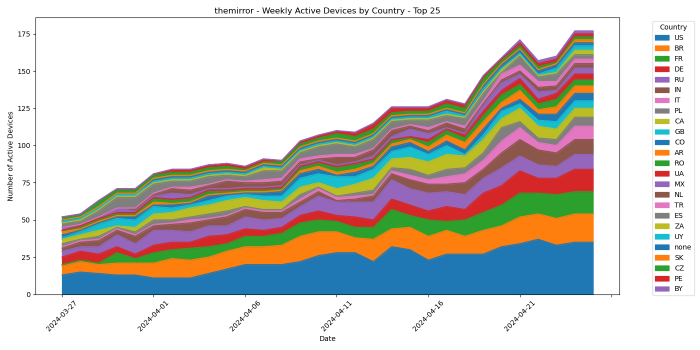 themirror - Weekly Active Devices by Country - Top 25
Number of Active Devices
175
150
125
100
75
50
25
0
2024-03-27
2024-04-01
2024-04-06
2024-04-11
2024-04-16
2024-04-21
Date
Country
US
BR
FR
DE
RU
IN
IT
PL
CA
GB
CO
AR
RO
UA
MX
NL
TR
ES
ZA
UY
none
SK
CZ
PE
BY